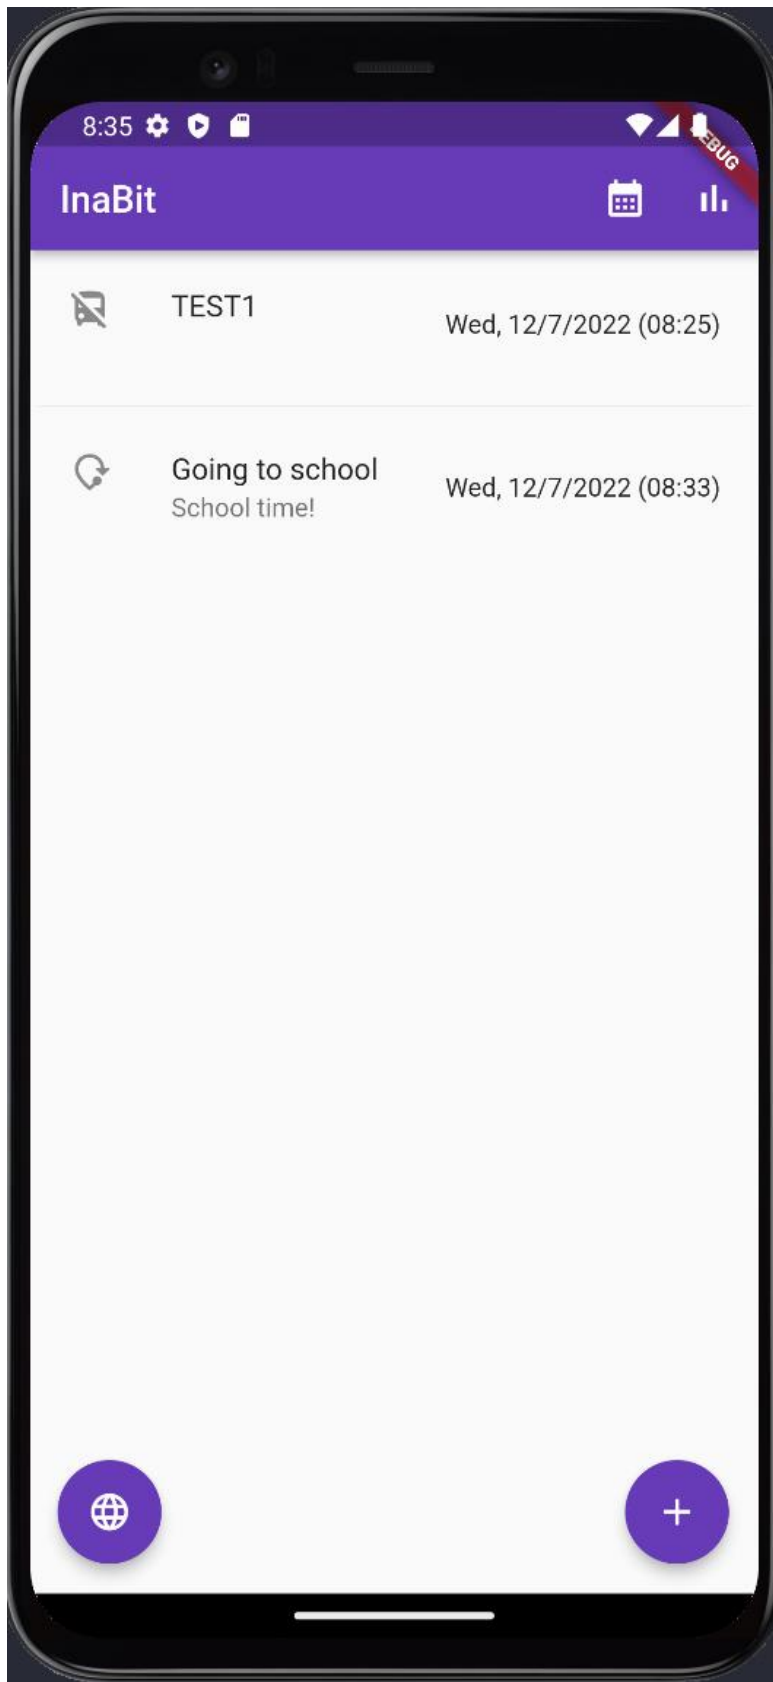 8:35
InaBit
TEST1
Wed, 12/7/2022 (08:25)
Going to school
Wed, 12/7/2022 (08:33)
School time!